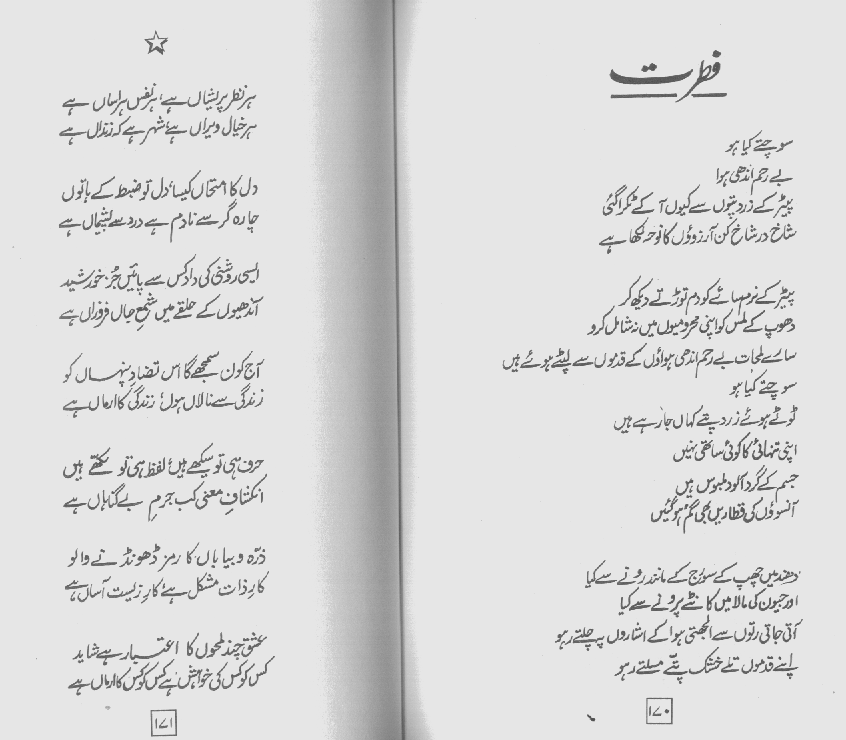 فطرت
سوچتے کیا ہو
بے رحم اندھی ہوا
پیڑ کے زرد پتوں سے کیوں آ کے ٹکرا گئی
شاخ در شاخ کن آرزوؤں کا نوحہ لکھا ہے
پیڑ کے نرم سائے کو دم توڑتے دیکھ کر
دھوپ کے لمس کو اپنی محرومیوں میں نہ شامل کرو
سارے لمحات بے رحم اندھی ہواؤں کے قدموں سے لپٹے ہوئے ہیں
سوچتے کیا ہو
ٹوٹے ہوئے زرد پتے کہاں جا رہے ہیں
اپنی تنہائی کا کوئی ساتھی نہیں
جسم کے گرد آلود ملبوس ہیں
آنسوؤں کی قطاریں بھی گم ہو گئیں
دھند میں چھپ کے سورج کے مانند رونے سے کیا
اور جیون کی مالا میں کانٹے پرونے سے کیا
آتی جاتی رتوں سے الجھتی ہوا کے اشاروں پہ چلتے رہو
اپنے قدموں تلے خشک پتے مسلتے رہو
۱۷۰
ہر نظر پریشاں ہے، ہر نفس ہراساں ہے
ہر خیال ویراں ہے، شہر ہے کہ زنداں ہے
دل کا امتحاں کیسا، دل تو ضبط کے ہاتھوں
چارہ گر سے نادم ہے درد سے پشیماں ہے
ایسی روشنی کی داد کس سے پائیں جُز خورشید
آندھیوں کے حلقے میں شمعِ جاں فروزاں ہے
آج کون سمجھے گا اس تضادِ پنہاں کو
زندگی سے نالاں ہوں، زندگی کا ارماں ہے
حرف ہی تو سیکھے ہیں، لفظ ہی تو لکھے ہیں
انکشافِ معنی کب جرمِ بے گناہاں ہے
ذرّہ و بیاباں کا رمز ڈھونڈنے والو
کارِ ذات مشکل ہے، کارِ زیست آساں ہے
عشق چند لمحوں کا اعتبار ہے شاید
کس کو کس کی خواہش ہے کس کو کس کا ارماں ہے
۱۷۱